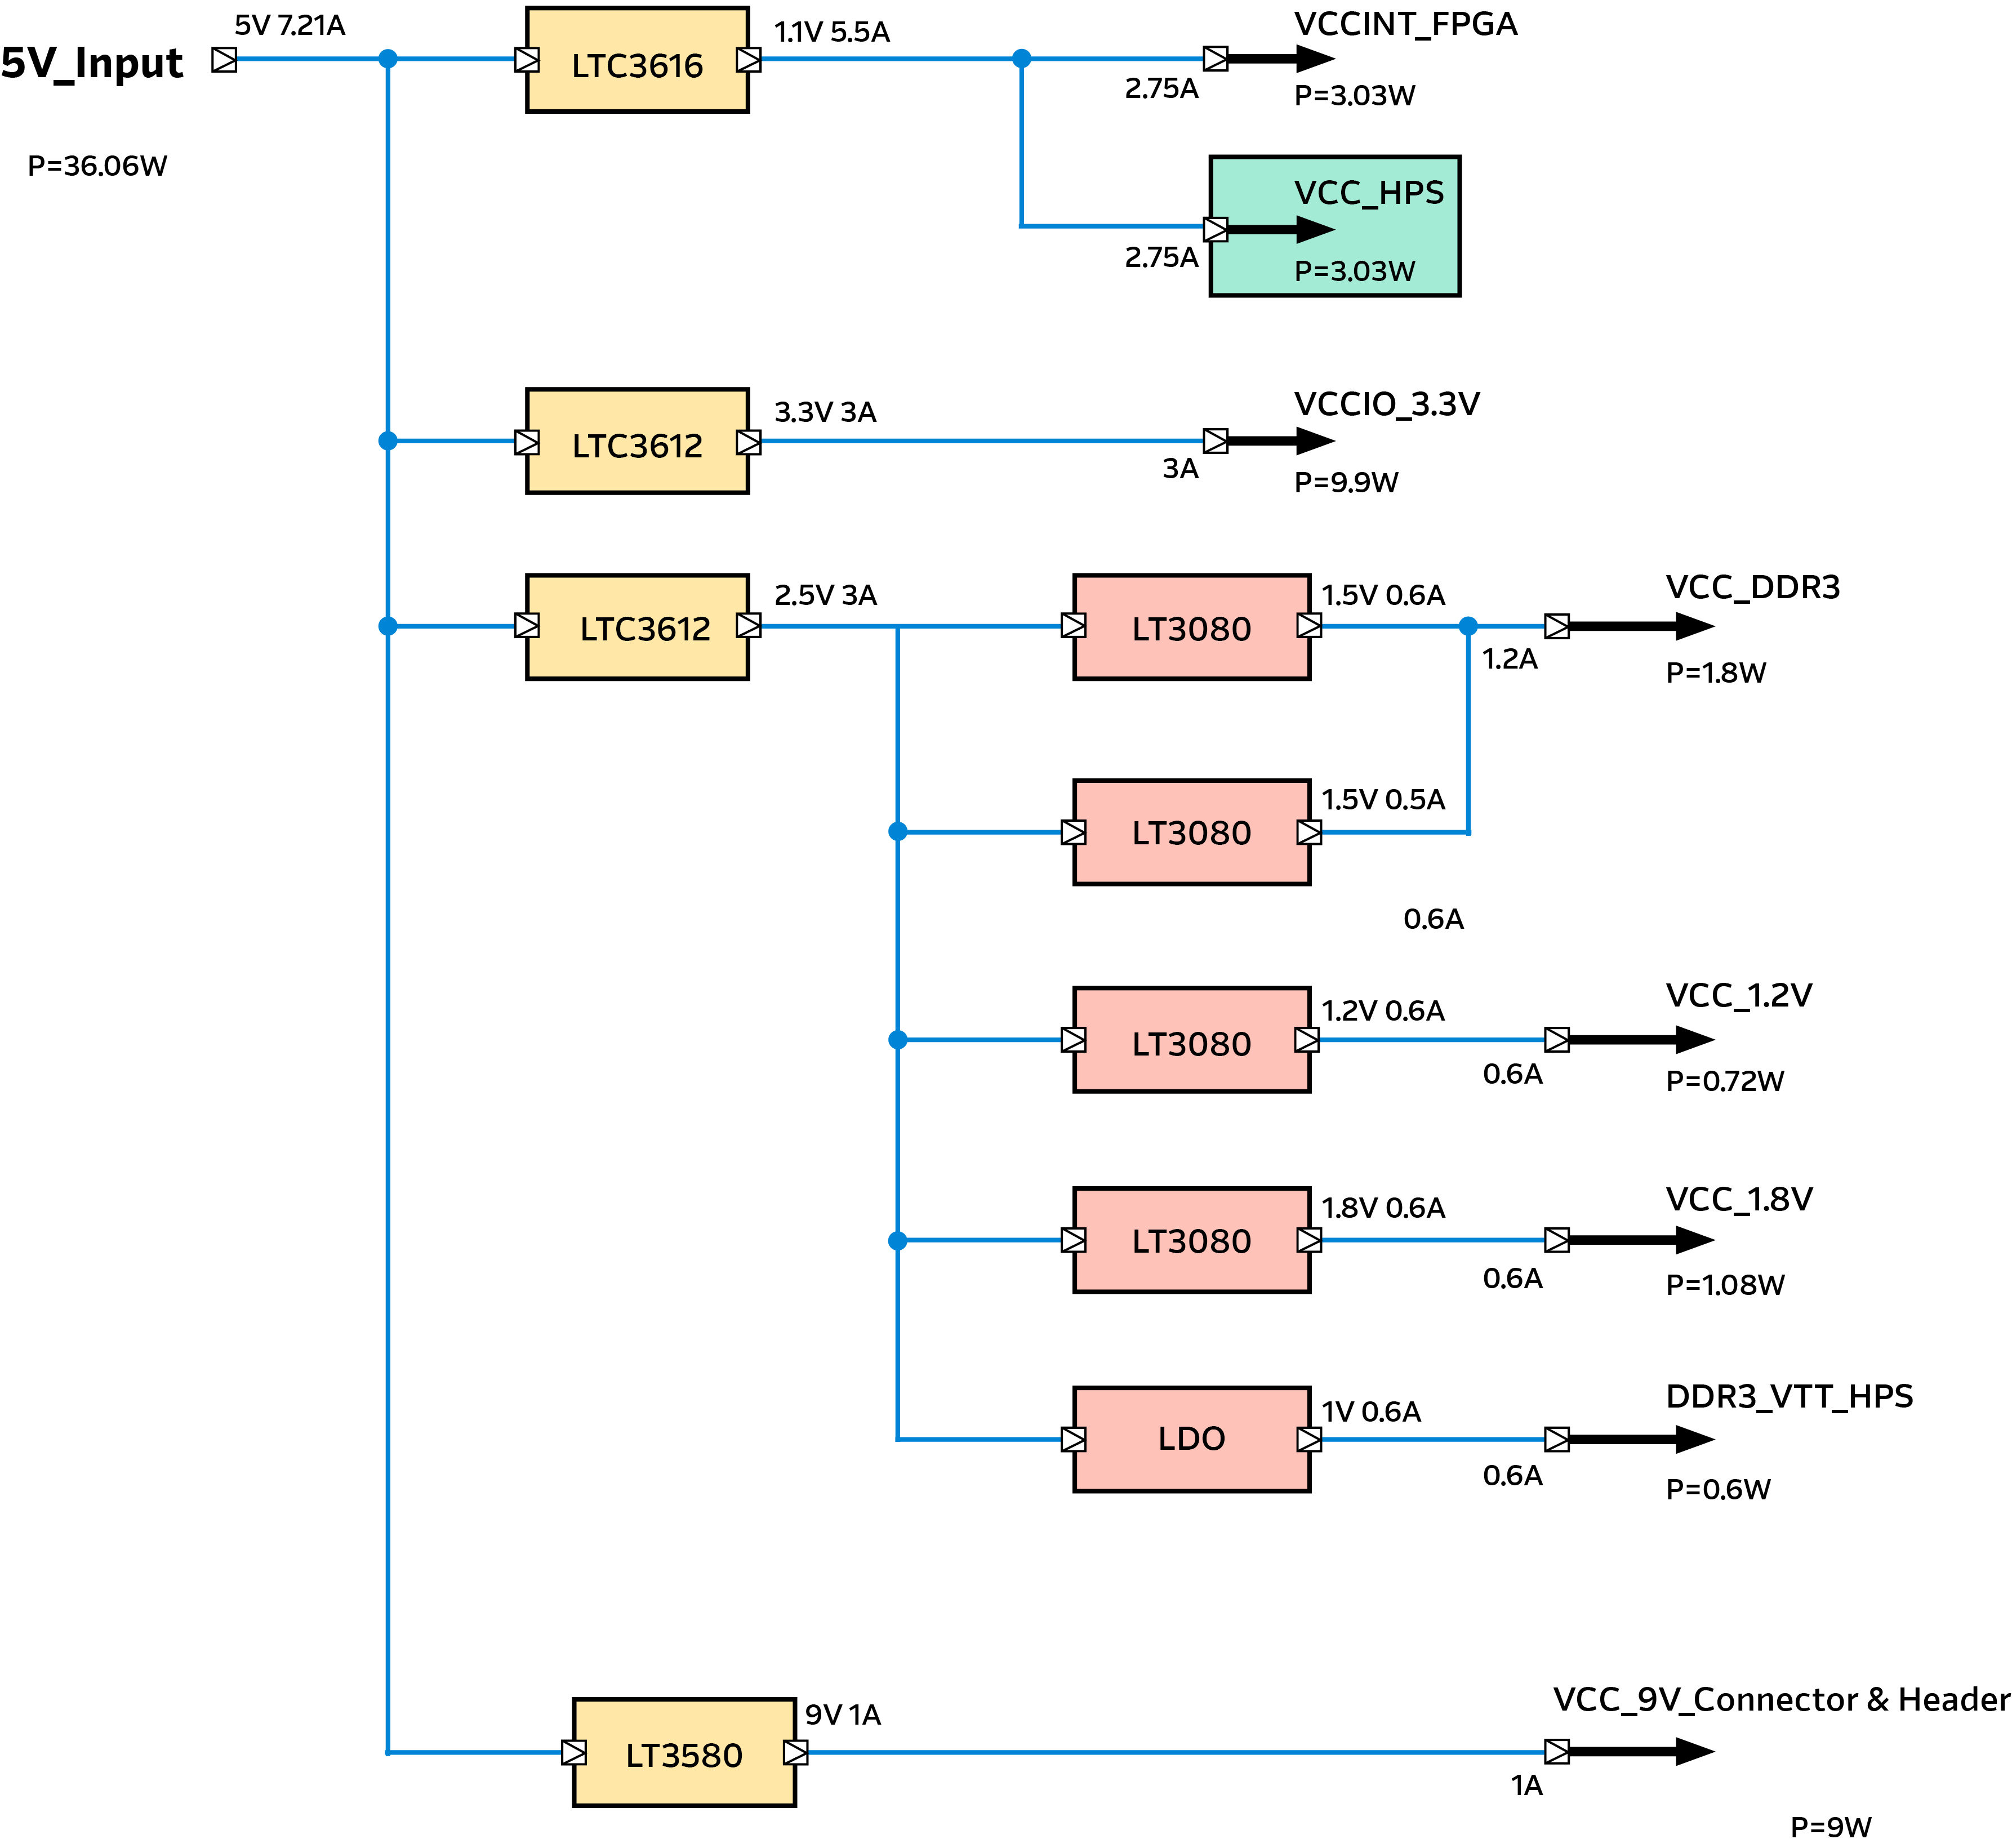 5V_Input
5V 7.21A
P=36.06W
LTC3616
1.1V 5.5A
2.75A
VCCINT_FPGA
P=3.03W
2.75A
VCC_HPS
P=3.03W
LTC3612
3.3V 3A
3A
VCCIO_3.3V
P=9.9W
LTC3612
2.5V 3A
LT3080
1.5V 0.6A
1.2A
VCC_DDR3
P=1.8W
LT3080
1.5V 0.5A
0.6A
LT3080
1.2V 0.6A
0.6A
VCC_1.2V
P=0.72W
LT3080
1.8V 0.6A
0.6A
VCC_1.8V
P=1.08W
LDO
1V 0.6A
0.6A
DDR3_VTT_HPS
P=0.6W
LT3580
9V 1A
1A
VCC_9V_Connector & Header
P=9W